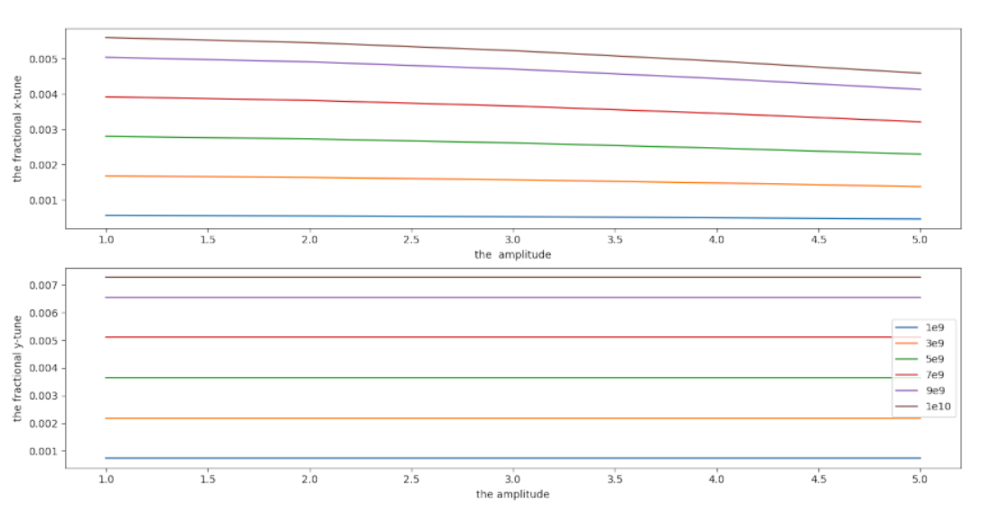 the fractional x-tune
0.005
0.004
0.003
0.002
0.001
1.0 1.5 2.0 2.5 3.0 3.5 4.0 4.5 5.0
the amplitude
the fractional y-tune
0.007
0.006
0.005
0.004
0.003
0.002
0.001
1e9
3e9
5e9
7e9
9e9
1e10
1.0 1.5 2.0 2.5 3.0 3.5 4.0 4.5 5.0
the amplitude